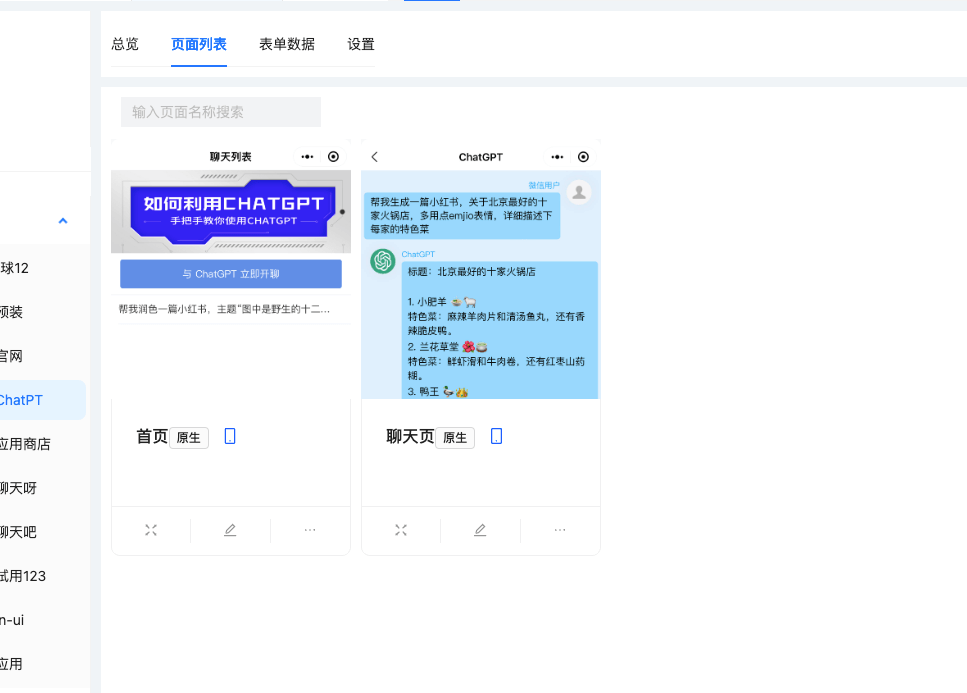 总览 页面列表 表单数据 设置
输入页面名称搜索
球12
预装
官网
ChatPT
应用商店
聊天呀
聊天吧
试用123
n-ui
应用
聊天列表
如何利用CHATGPT
手把手教你使用CHATGPT
与 ChatGPT 立即开聊
帮我润色一篇小红书，主题"图中是野生的十二...
首页 原生
ChatGPT
微信用户
帮我生成一篇小红书，关于北京最好的十
家火锅店，多用点emjio表情，详细描述下
每家的特色菜
ChatGPT
标题：北京最好的十家火锅店
1. 小肥羊 🍲🐑
特色菜：麻辣羊肉片和清汤鱼丸，还有香
辣脆皮鸭。
2. 兰花草堂 🌺🍲
特色菜：鲜虾滑和牛肉卷，还有红枣山药
糊。
3. 鸭王
聊天页 原生